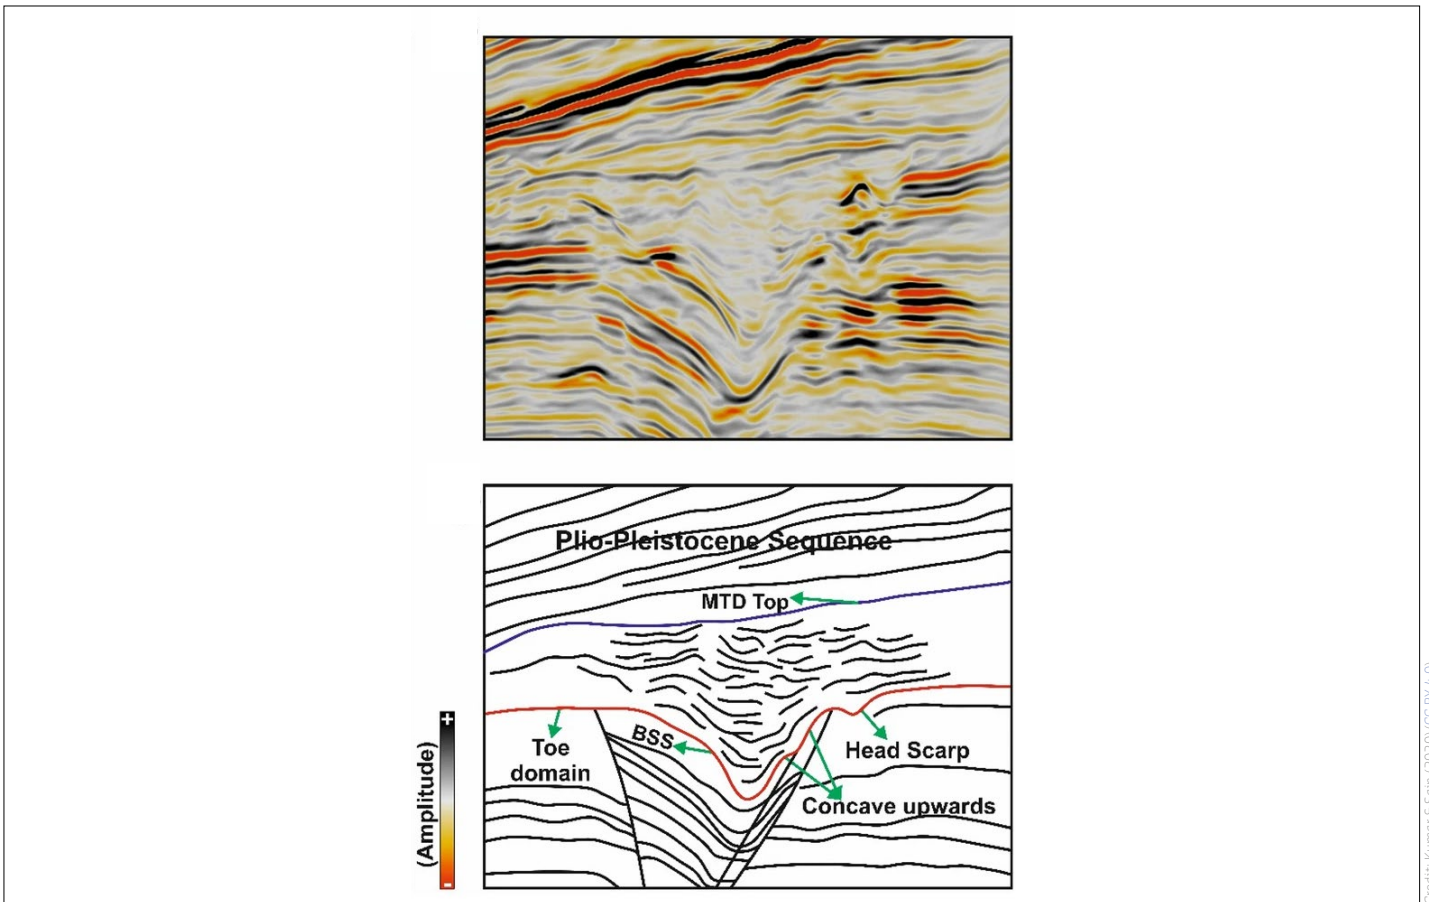 Plio-Pleistocene Sequence
MTD Top
BSS
Toe
domain
Head Scarp
Concave upwards
+
(Amplitude)
-